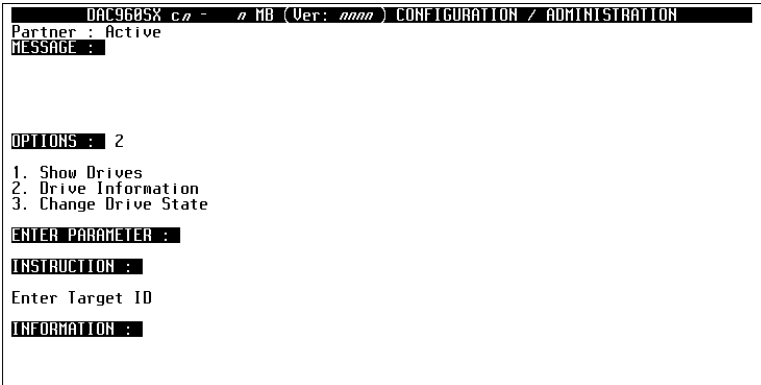 DAC960SX cn - n MB (Ver: nnnn) CONFIGURATION / ADMINISTRATION
Partner : Active
MESSAGE :
OPTIONS : 2
1. Show Drives
2. Drive Information
3. Change Drive State
ENTER PARAMETER :
INSTRUCTION :
Enter Target ID
INFORMATION :